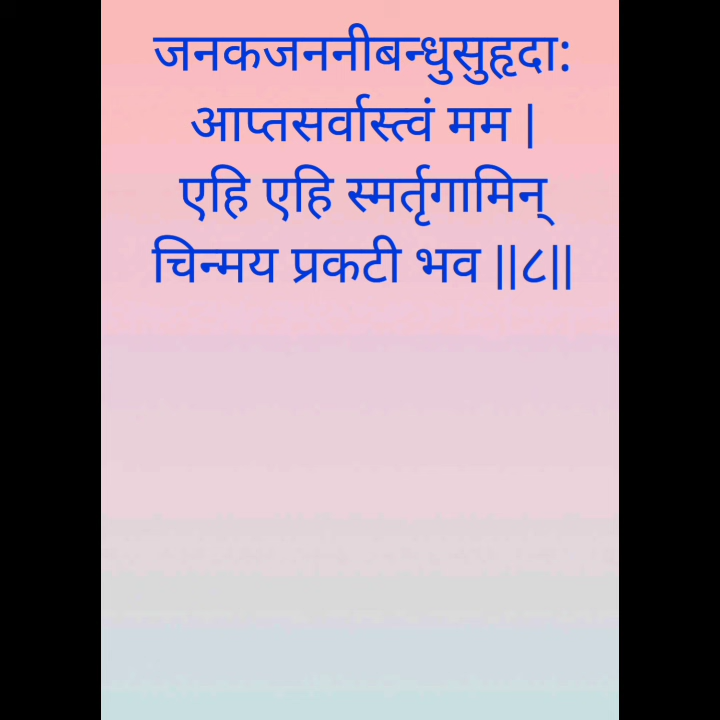 जनकजननीबन्धुसुहृदा:
आप्तसर्वास्त्वं मम |
एहि एहि स्मर्तृगामिन्
चिन्मय प्रकटी भव ||८||